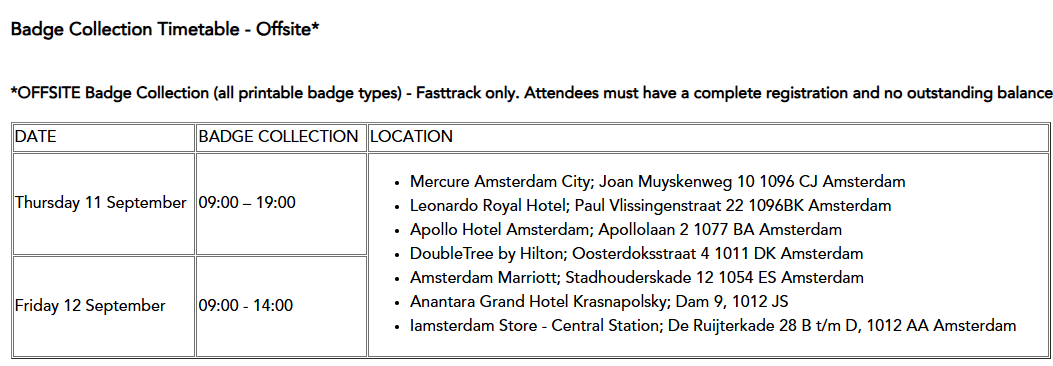 Badge Collection Timetable - Offsite*
*OFFSITE Badge Collection (all printable badge types) - Fasttrack only. Attendees must have a complete registration and no outstanding balance
DATE BADGE COLLECTION LOCATION
Thursday 11 September 09:00 – 19:00
Friday 12 September 09:00 - 14:00
• Mercure Amsterdam City; Joan Muyskenweg 10 1096 CJ Amsterdam
• Leonardo Royal Hotel; Paul Vlissingenstraat 22 1096BK Amsterdam
• Apollo Hotel Amsterdam; Apollolaan 2 1077 BA Amsterdam
• DoubleTree by Hilton; Oosterdoksstraat 4 1011 DK Amsterdam
• Amsterdam Marriott; Stadhouderskade 12 1054 ES Amsterdam
• Anantara Grand Hotel Krasnapolsky; Dam 9, 1012 JS
• Iamsterdam Store - Central Station; De Ruijterkade 28 B t/m D, 1012 AA Amsterdam